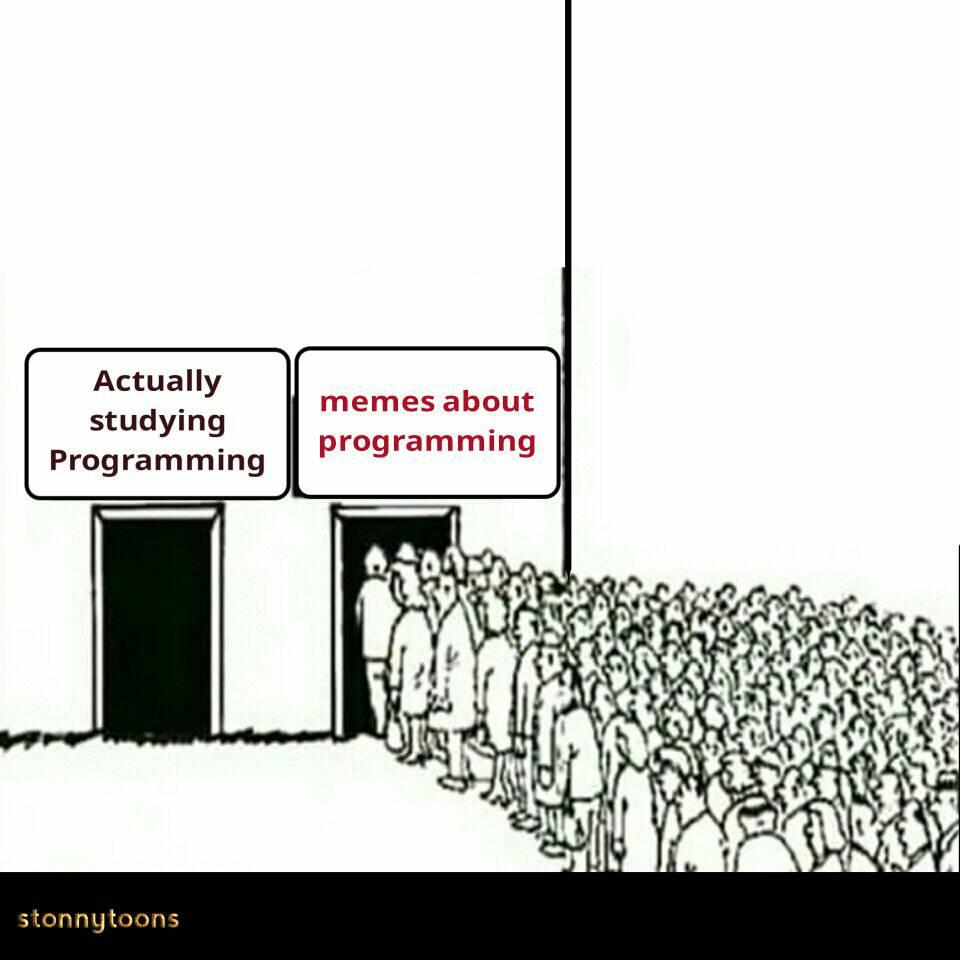 Actually
studying
Programming
memes about
programming
stonnytoons